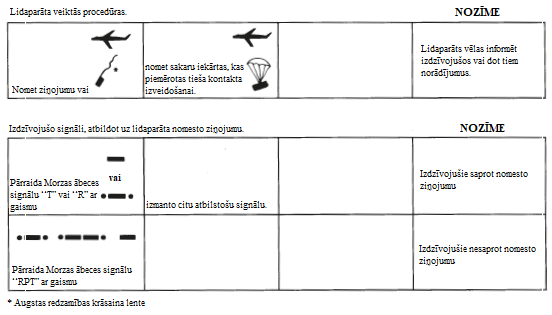 Lidaparāta veiktās procedūras.
NOZĪME
Nomet ziņojumu vai
nomet sakaru iekārtas, kas
piemērotas tieša kontakta
izveidošanai.
Lidaparāts vēlas informēt
izdzīvojušos vai dot tiem
norādījumus.
Izdzīvojušo signāli, atbildot uz lidaparāta nomesto ziņojumu.
NOZĪME
vai
Pārraida Morzas ābeces
signālu “T” vai “R” ar
gaismu
izmanto citu atbilstošu signālu.
Izdzīvojušie saprot nomesto
ziņojumu
Pārraida Morzas ābeces signālu
“RPT” ar gaismu
Izdzīvojušie nesaprot nomesto
ziņojumu
* Augstas redzamības krāsaina lente